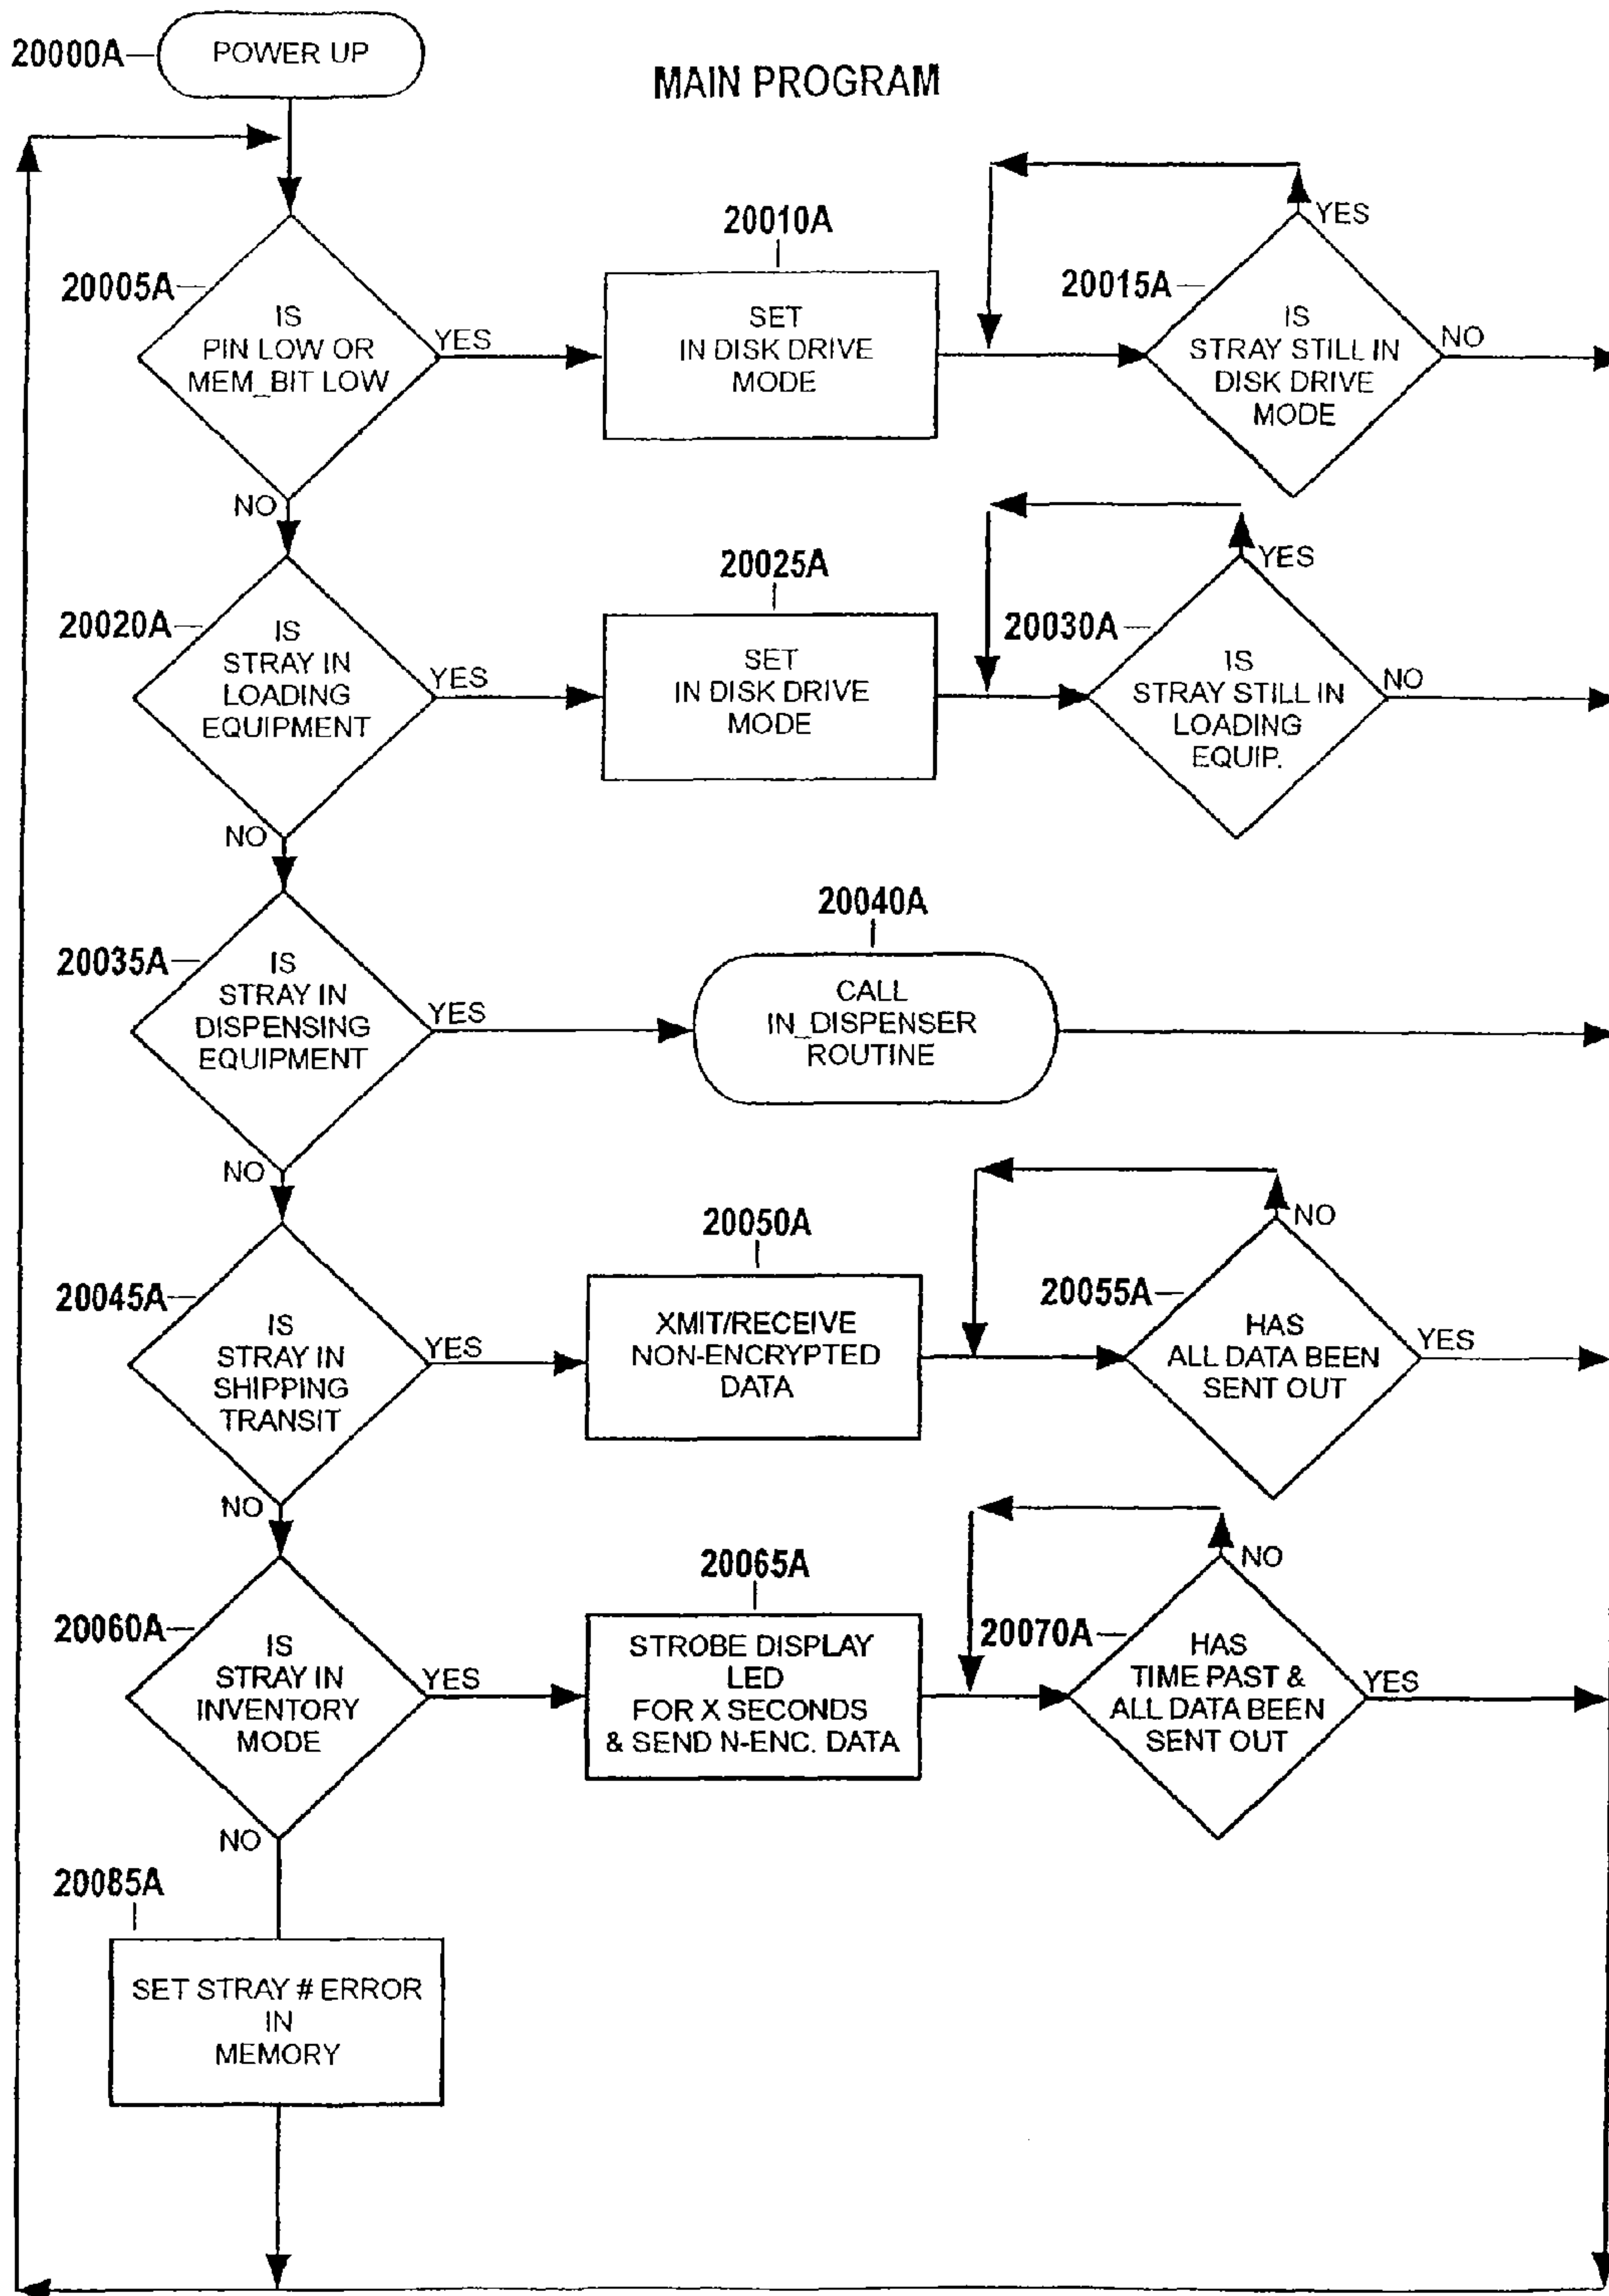 20000A
POWER UP
MAIN PROGRAM
20005A
IS
PIN LOW OR
MEM_BIT LOW
YES
NO
20010A
SET
IN DISK DRIVE
MODE
20015A
IS
STRAY STILL IN
DISK DRIVE
MODE
YES
NO
20020A
IS
STRAY IN
LOADING
EQUIPMENT
YES
NO
20025A
SET
IN DISK DRIVE
MODE
20030A
IS
STRAY STILL IN
LOADING
EQUIP.
YES
NO
20035A
IS
STRAY IN
DISPENSING
EQUIPMENT
YES
NO
20040A
CALL
IN_DISPENSER
ROUTINE
20045A
IS
STRAY IN
SHIPPING
TRANSIT
YES
NO
20050A
XMIT/RECEIVE
NON-ENCRYPTED
DATA
20055A
HAS
ALL DATA BEEN
SENT OUT
NO
YES
20060A
IS
STRAY IN
INVENTORY
MODE
YES
NO
20065A
STROBE DISPLAY
LED
FOR X SECONDS
& SEND N-ENC. DATA
20070A
HAS
TIME PAST &
ALL DATA BEEN
SENT OUT
NO
YES
20085A
SET STRAY # ERROR
IN
MEMORY